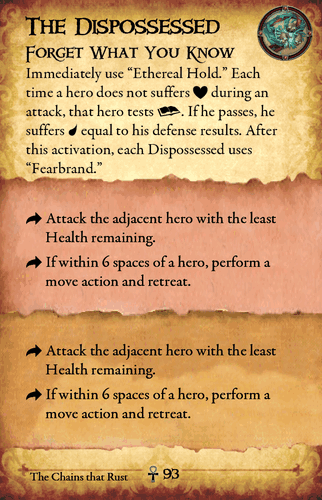 The Dispossessed
Forget What You Know
Immediately use “Ethereal Hold.” Each
time a hero does not suffers ♥ during an
attack, that hero tests 📖. If he passes, he
suffers 💧 equal to his defense results. After
this activation, each Dispossessed uses
“Fearbrand.”
Attack the adjacent hero with the least
Health remaining.
If within 6 spaces of a hero, perform a
move action and retreat.
Attack the adjacent hero with the least
Health remaining.
If within 6 spaces of a hero, perform a
move action and retreat.
The Chains that Rust ☥ 93